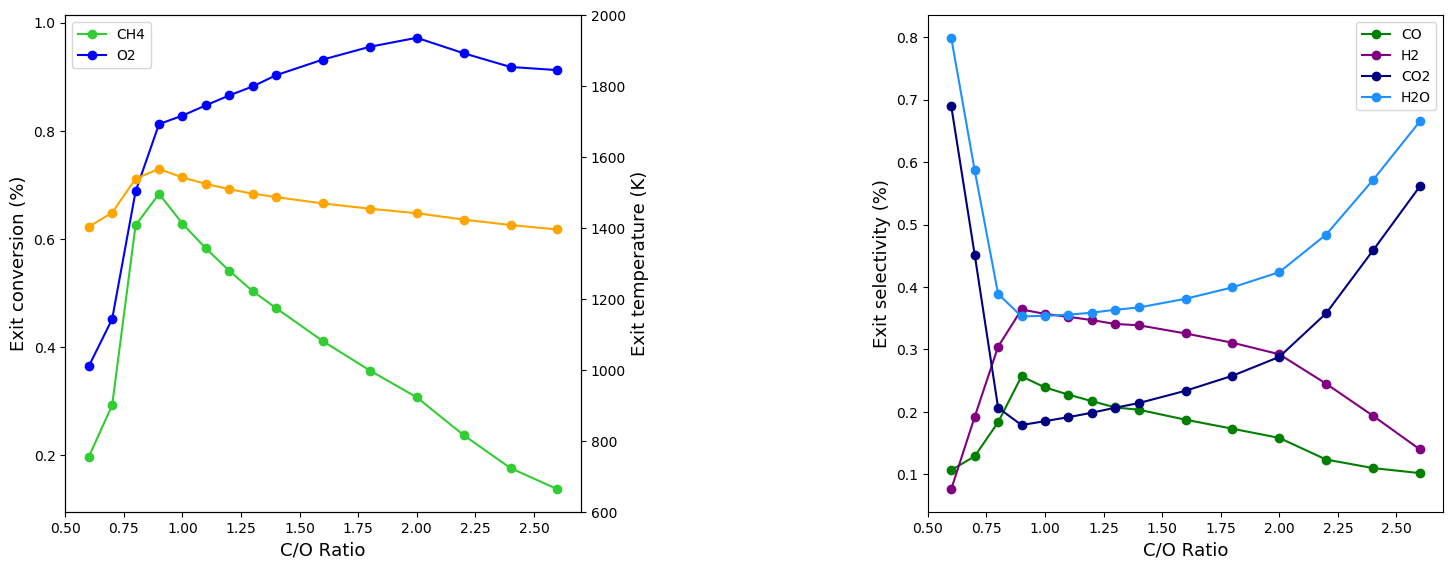 CH4
O2
1.0
0.8
0.6
0.4
0.2
Exit conversion (%)
2000
1800
1600
1400
1200
1000
800
600
Exit temperature (K)
0.50 0.75 1.00 1.25 1.50 1.75 2.00 2.25 2.50
C/O Ratio
CO
H2
CO2
H2O
0.8
0.7
0.6
0.5
0.4
0.3
0.2
0.1
Exit selectivity (%)
0.50 0.75 1.00 1.25 1.50 1.75 2.00 2.25 2.50
C/O Ratio